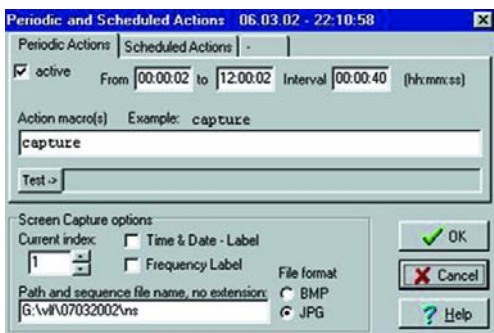 Periodic and Scheduled Actions 06.03.02 - 22:10:58
Periodic Actions Scheduled Actions -
active From 00:00:02 to 12:00:02 Interval 00:00:40 (hh:mm:ss)
Action macro(s) Example: capture
capture
Test ->
Screen Capture options
Current index:
1
Time & Date - Label
Frequency Label
Path and sequence file name, no extension:
G:\vlf\07032002\ns
File format
BMP
JPG
OK
Cancel
Help